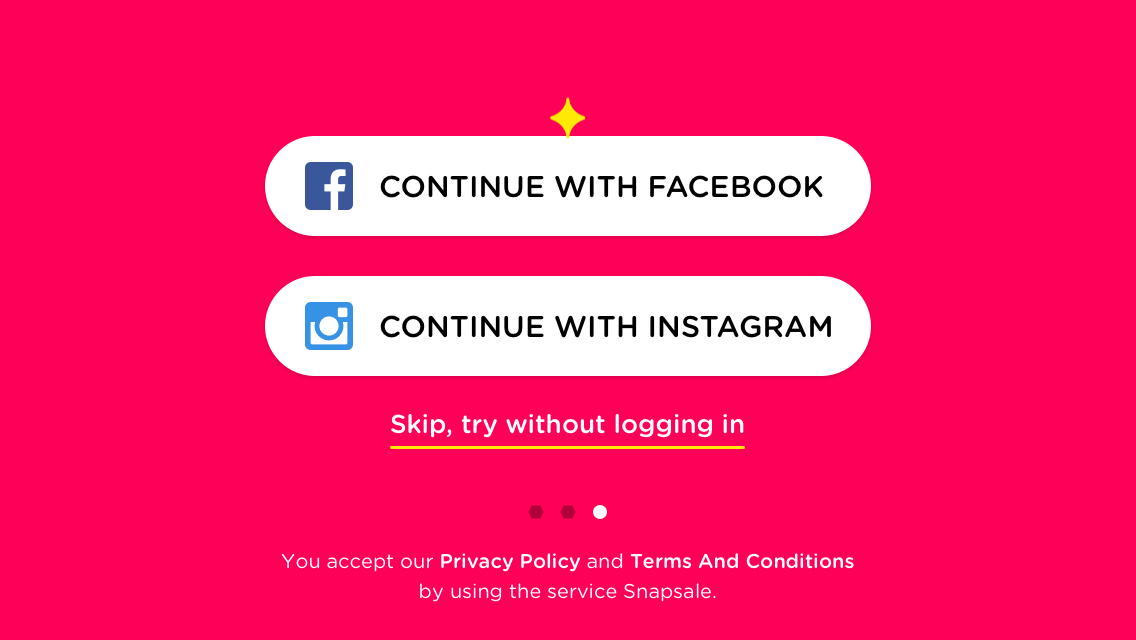 CONTINUE WITH FACEBOOK
CONTINUE WITH INSTAGRAM
Skip, try without logging in
You accept our Privacy Policy and Terms And Conditions
by using the service Snapsale.